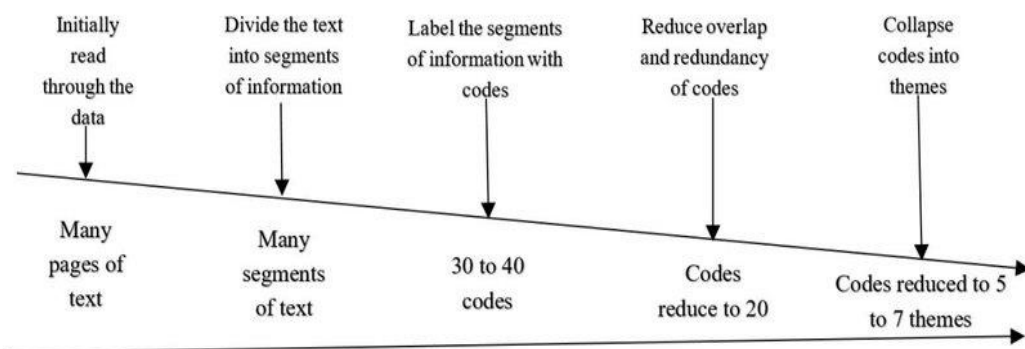 Initially
read
through the
data
Divide the text
into segments
of information
Label the segments
of information with
codes
Reduce overlap
and redundancy
of codes
Collapse
codes into
themes
Many
pages of
text
Many
segments
of text
30 to 40
codes
Codes
reduce to 20
Codes reduced to 5
to 7 themes